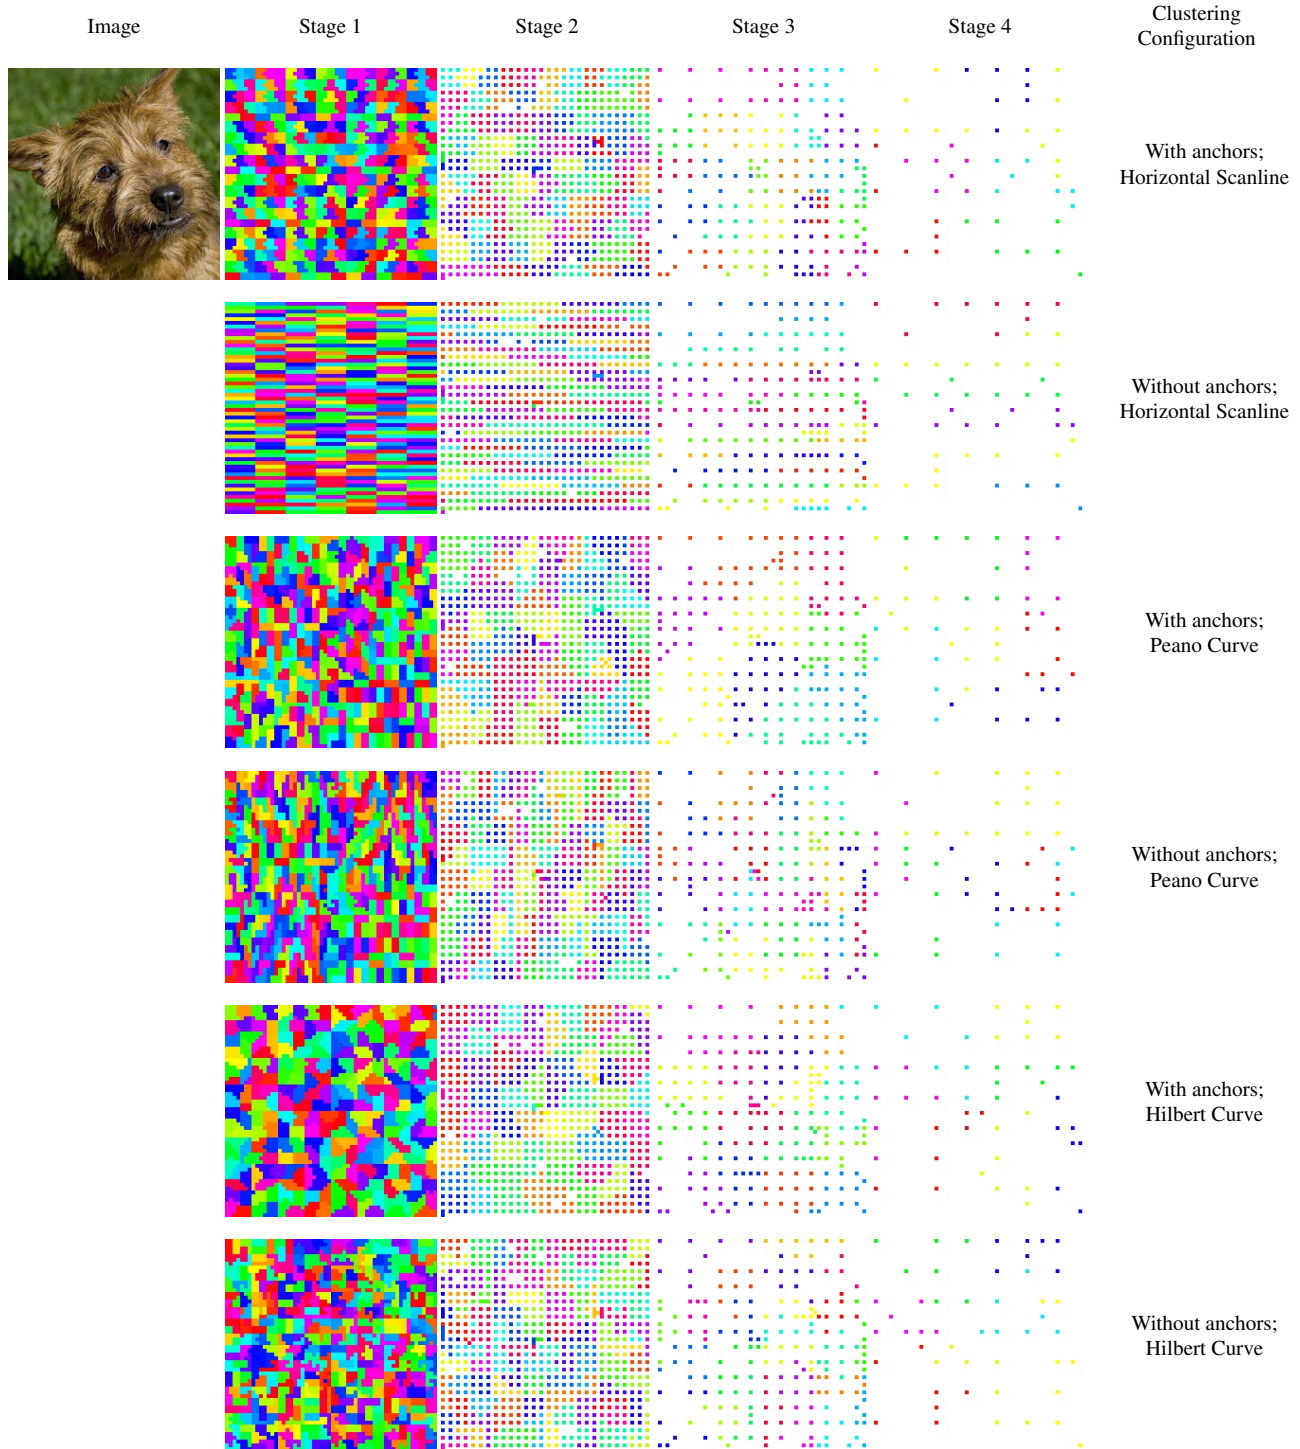 Image
Stage 1
Stage 2
Stage 3
Stage 4
Clustering
Configuration
With anchors;
Horizontal Scanline
Without anchors;
Horizontal Scanline
With anchors;
Peano Curve
Without anchors;
Peano Curve
With anchors;
Hilbert Curve
Without anchors;
Hilbert Curve